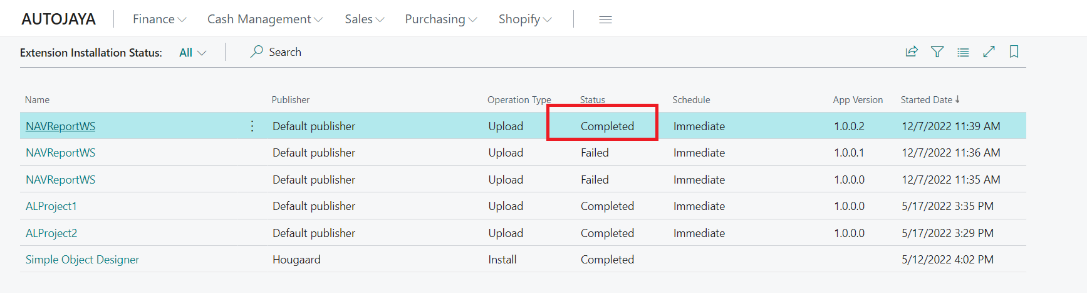 AUTOJAYA Finance Cash Management Sales Purchasing Shopify
Extension Installation Status: All Search
Name Publisher Operation Type Status Schedule App Version Started Date ↓
NAVReportWS Default publisher Upload Completed Immediate 1.0.0.2 12/7/2022 11:39 AM
NAVReportWS Default publisher Upload Failed Immediate 1.0.0.1 12/7/2022 11:36 AM
NAVReportWS Default publisher Upload Failed Immediate 1.0.0.0 12/7/2022 11:35 AM
ALProject1 Default publisher Upload Completed Immediate 1.0.0.0 5/17/2022 3:35 PM
ALProject2 Default publisher Upload Completed Immediate 1.0.0.0 5/17/2022 3:29 PM
Simple Object Designer Hougaard Install Completed 5/12/2022 4:02 PM